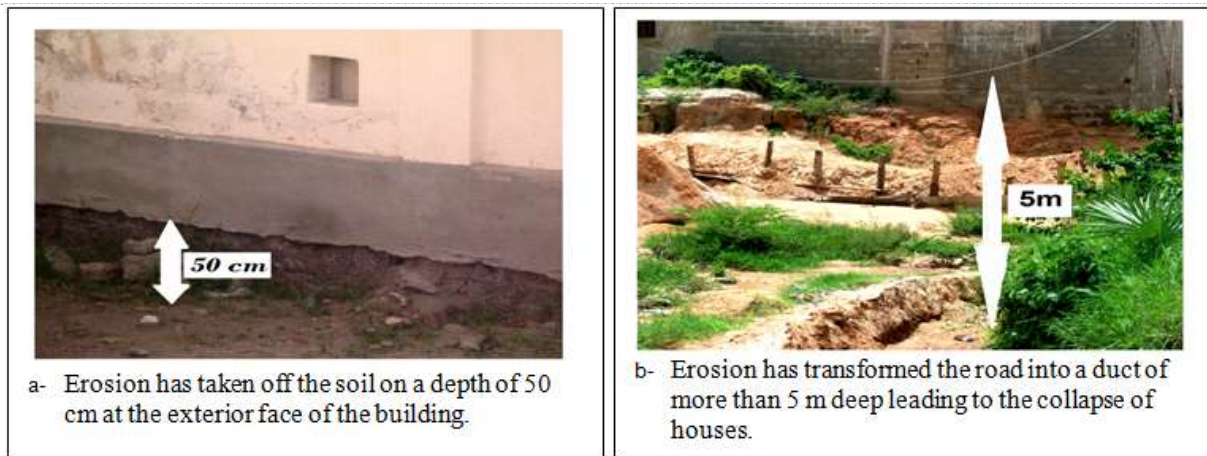 50 cm
a- Erosion has taken off the soil on a depth of 50
cm at the exterior face of the building.
5m
b- Erosion has transformed the road into a duct of
more than 5 m deep leading to the collapse of
houses.